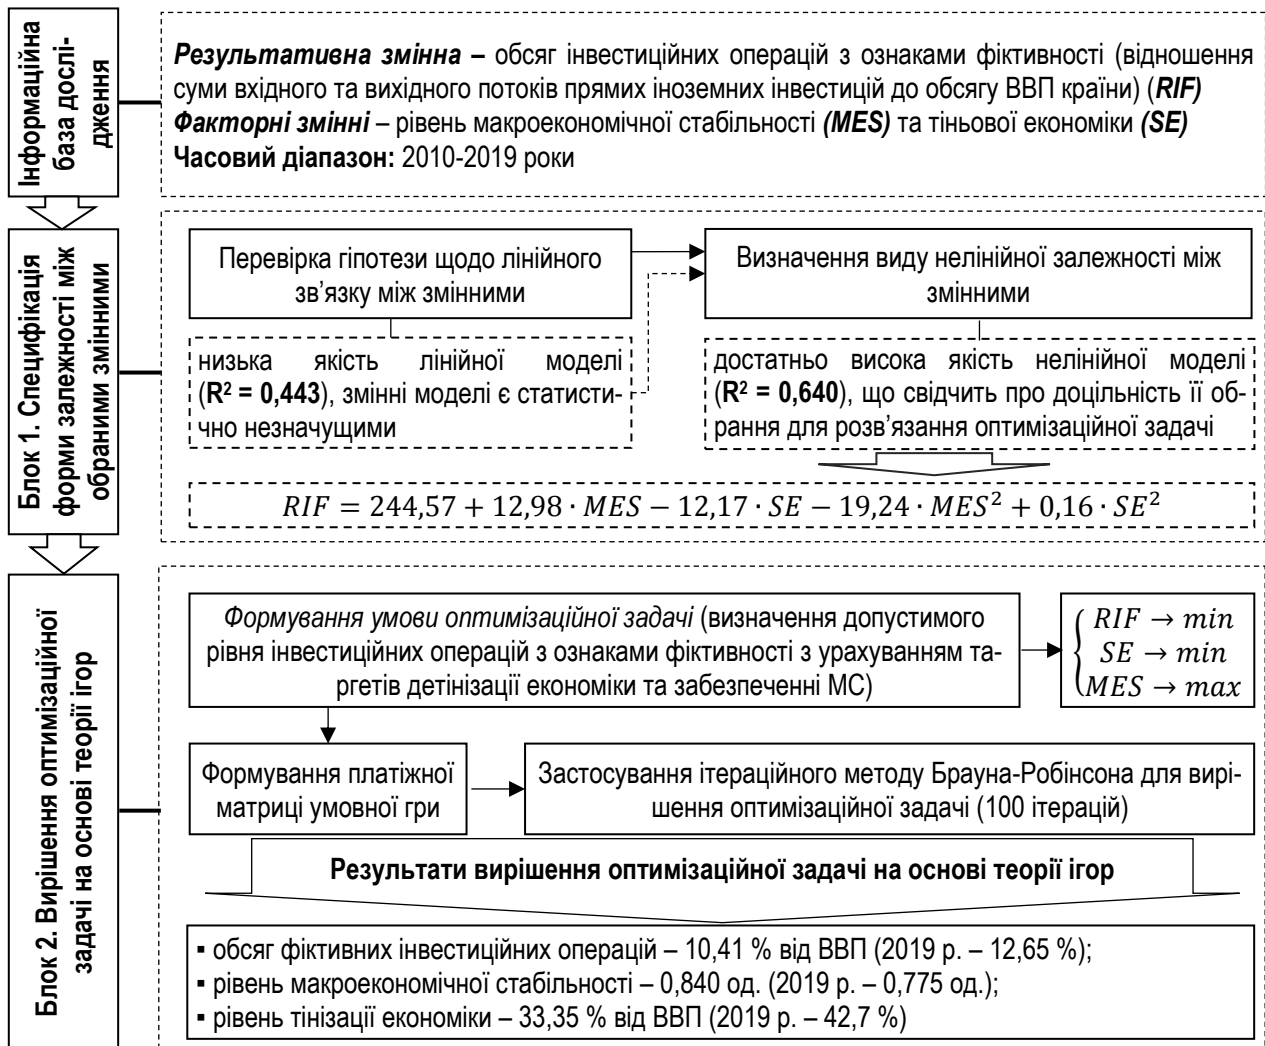 Інформаційна
база дослі-
дження
Результативна змінна – обсяг інвестиційних операцій з ознаками фіктивності (відношення
суми вхідного та вихідного потоків прямих іноземних інвестицій до обсягу ВВП країни) (RIF)
Факторні змінні – рівень макроекономічної стабільності (MES) та тіньової економіки (SE)
Часовий діапазон: 2010-2019 роки
Блок 1. Специфікація
форми залежності між
обраними змінними
Перевірка гіпотези щодо лінійного
зв’язку між змінними
Визначення виду нелінійної залежності між
змінними
низька якість лінійної моделі
(R² = 0,443), змінні моделі є статисти-
чно незначущими
достатньо висока якість нелінійної моделі
(R² = 0,640), що свідчить про доцільність її об-
рання для розв’язання оптимізаційної задачі
RIF = 244,57 + 12,98 · MES − 12,17 · SE − 19,24 · MES² + 0,16 · SE²
Блок 2. Вирішення оптимізаційної
задачі на основі теорії ігор
Формування умови оптимізаційної задачі (визначення допустимого
рівня інвестиційних операцій з ознаками фіктивності з урахуванням та-
ргетів детінізації економіки та забезпеченні МС)
RIF → min
SE → min
MES → max
Формування платіжної
матриці умовної гри
Застосування ітераційного методу Брауна-Робінсона для вирі-
шення оптимізаційної задачі (100 ітерацій)
Результати вирішення оптимізаційної задачі на основі теорії ігор
▪ обсяг фіктивних інвестиційних операцій – 10,41 % від ВВП (2019 р. – 12,65 %);
▪ рівень макроекономічної стабільності – 0,840 од. (2019 р. – 0,775 од.);
▪ рівень тінізації економіки – 33,35 % від ВВП (2019 р. – 42,7 %)